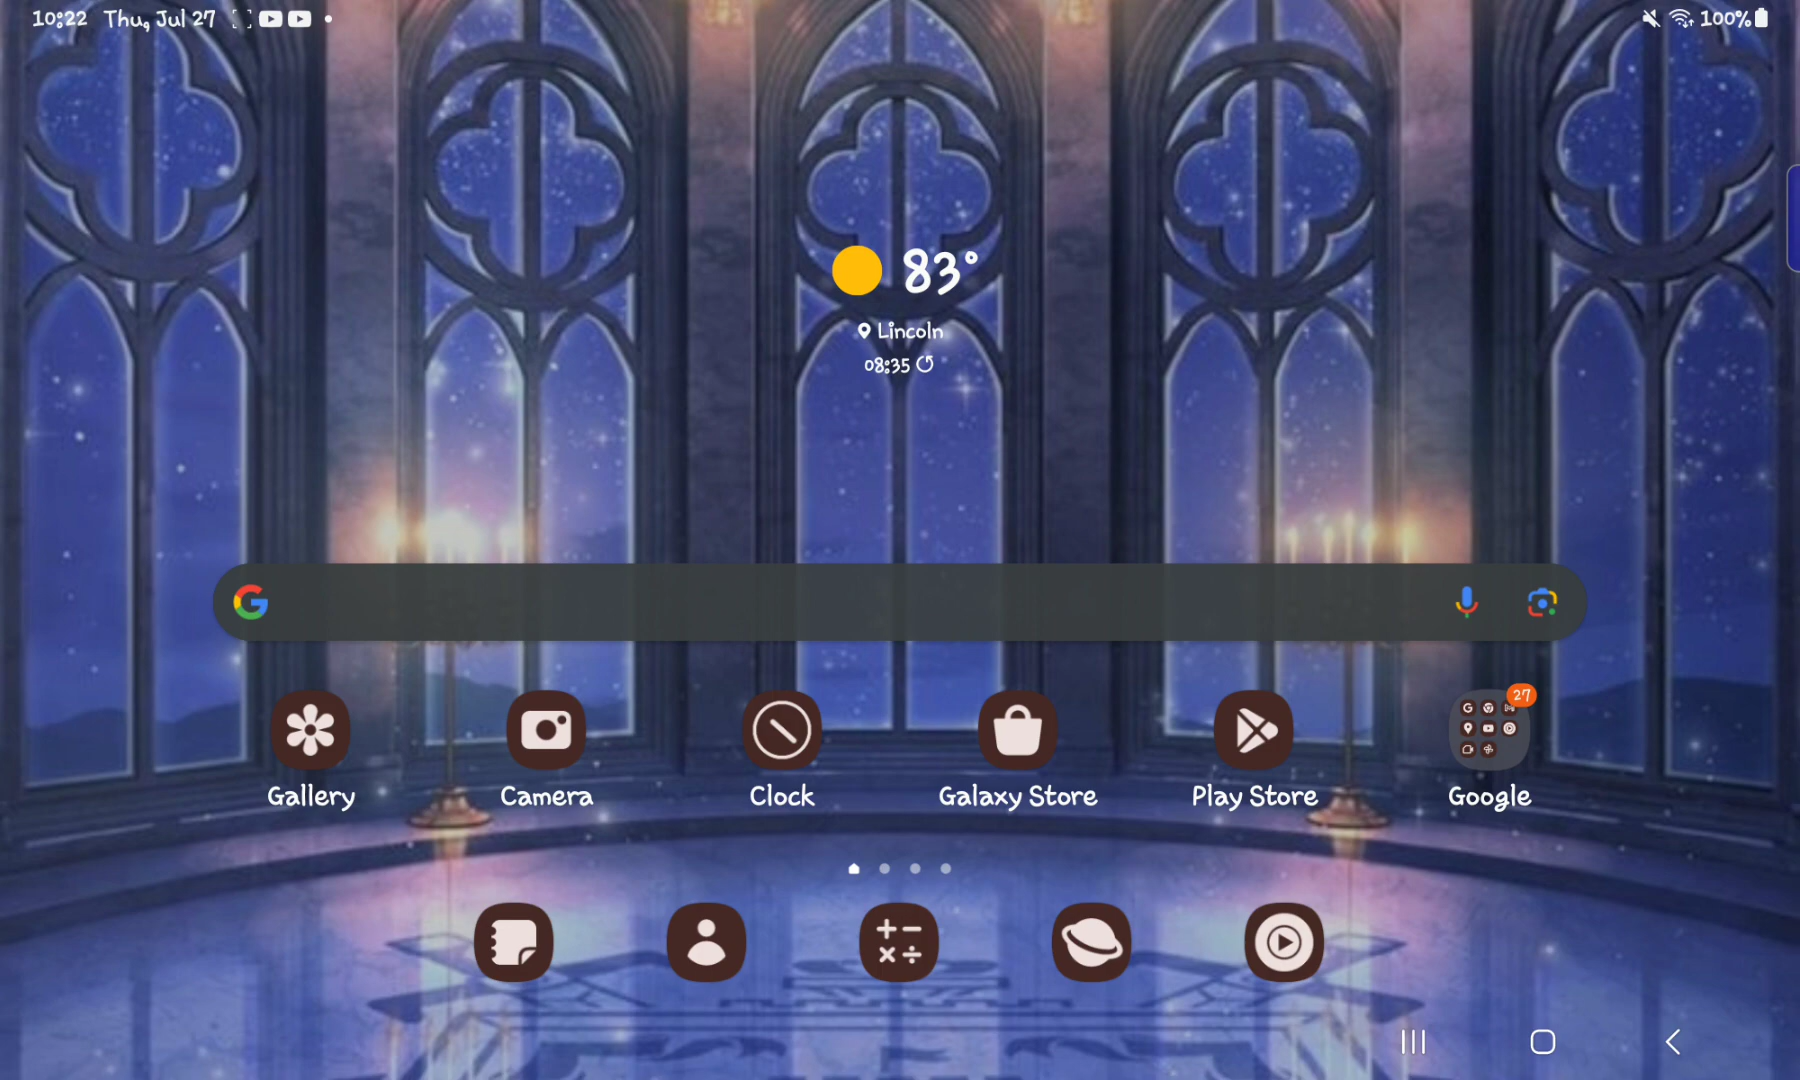 10:22 Thu, Jul 27
100%
83°
Lincoln
08:35
27
Gallery
Camera
Clock
Galaxy Store
Play Store
Google